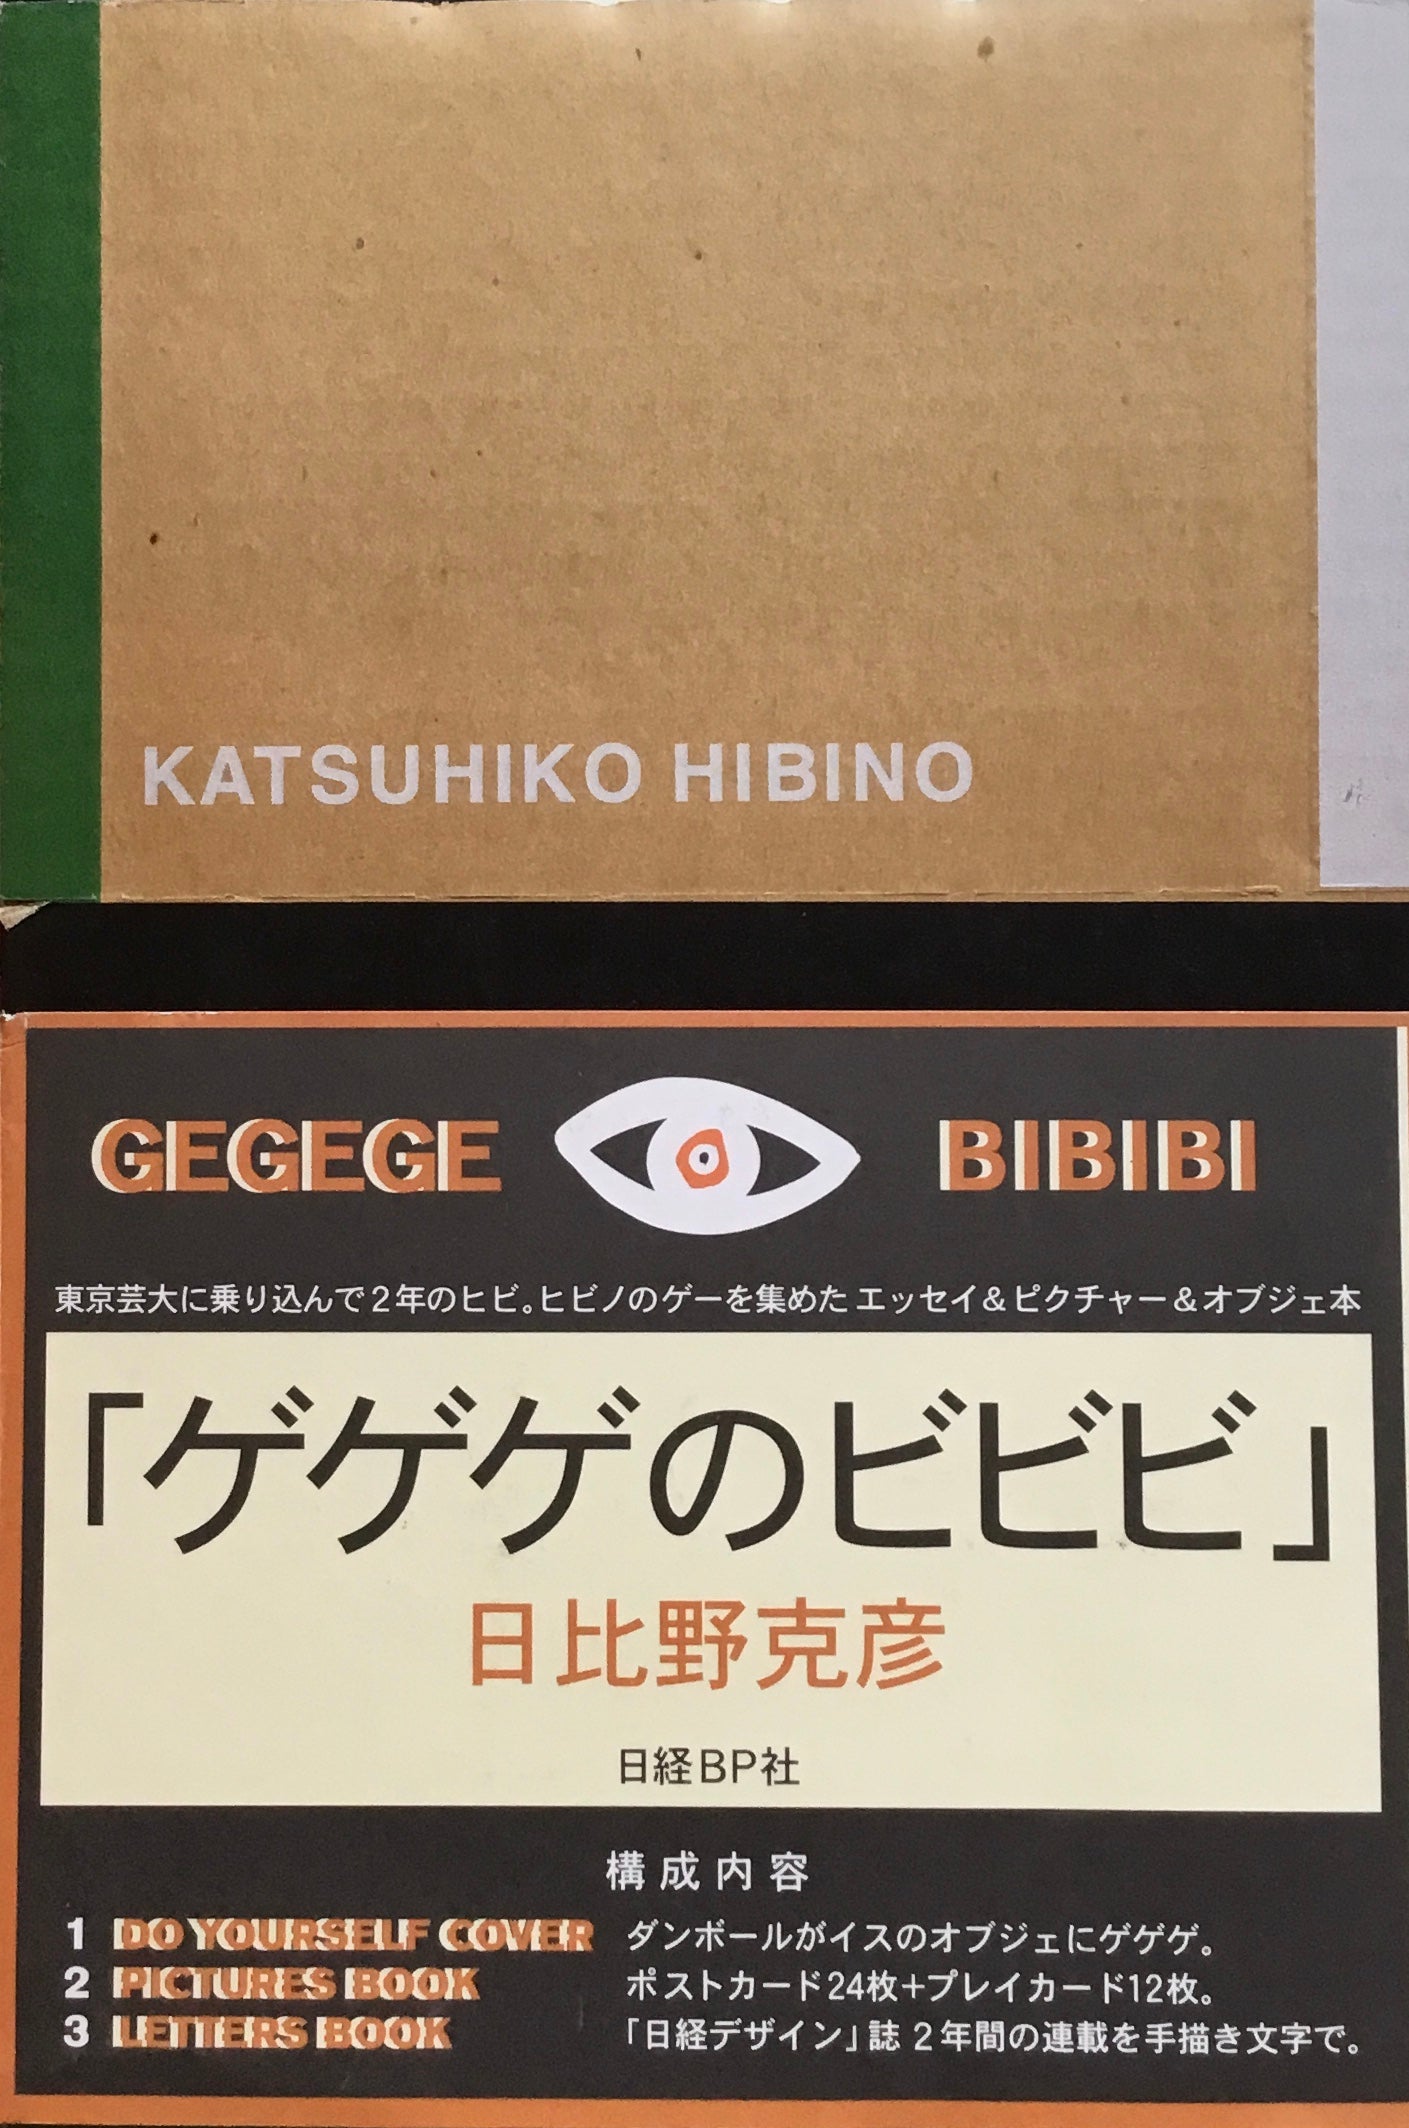 KATSUHIKO HIBINO
GEGEGE BIBIBI
東京芸大に乗り込んで2年のヒビ。ヒビノのゲーを集めた エッセイ&ピクチャー&オブジェ本
「ゲゲゲのビビビ」
日比野克彦
日経BP社
構成内容
1 DO YOURSELF COVER ダンボールがイスのオブジェにゲゲゲ。
2 PICTURES BOOK ポストカード24枚+プレイカード12枚。
3 LETTERS BOOK 「日経デザイン」誌 2年間の連載を手描き文字で。